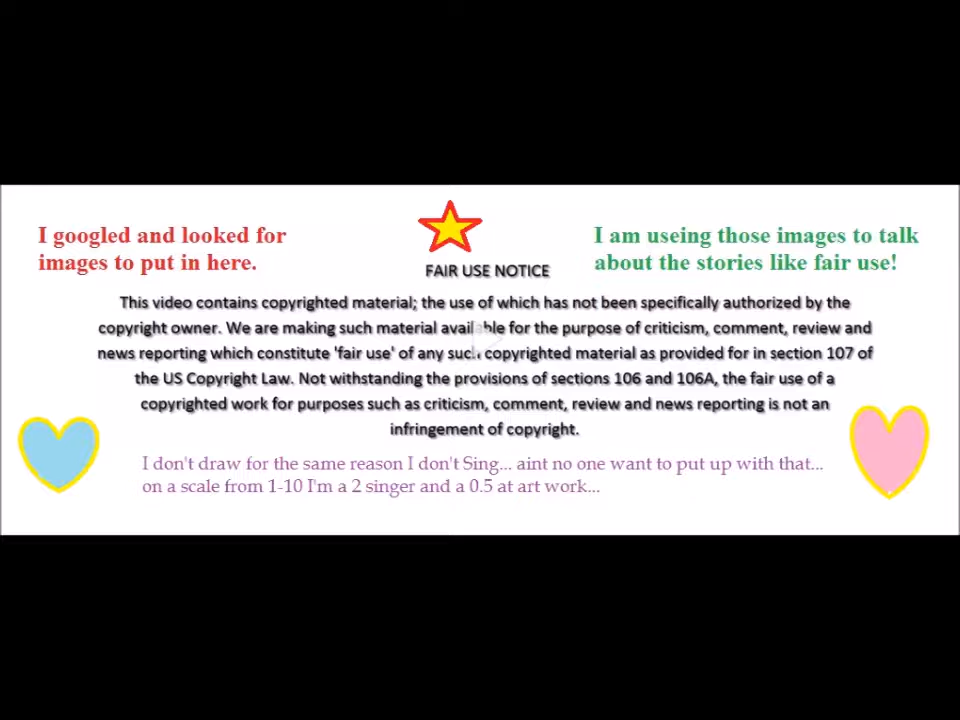 I googled and looked for
images to put in here.
I am useing those images to talk
about the stories like fair use!
FAIR USE NOTICE
This video contains copyrighted material; the use of which has not been specifically authorized by the
copyright owner. We are making such material available for the purpose of criticism, comment, review and
news reporting which constitute 'fair use' of any such copyrighted material as provided for in section 107 of
the US Copyright Law. Not withstanding the provisions of sections 106 and 106A, the fair use of a
copyrighted work for purposes such as criticism, comment, review and news reporting is not an
infringement of copyright.
I don't draw for the same reason I don't Sing... aint no one want to put up with that...
on a scale from 1-10 I'm a 2 singer and a 0.5 at art work...